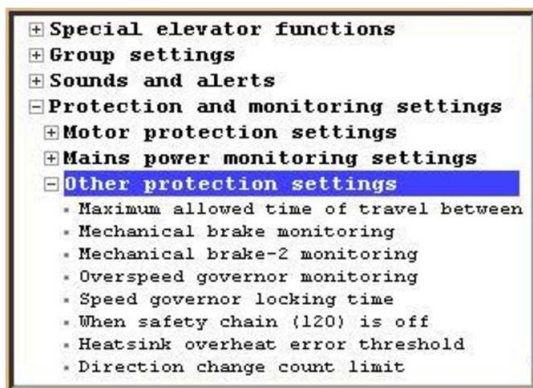 Special elevator functions
Group settings
Sounds and alerts
Protection and monitoring settings
Motor protection settings
Mains power monitoring settings
Other protection settings
Maximum allowed time of travel between
Mechanical brake monitoring
Mechanical brake-2 monitoring
Overspeed governor monitoring
Speed governor locking time
When safety chain (120) is off
Heatsink overheat error threshold
Direction change count limit